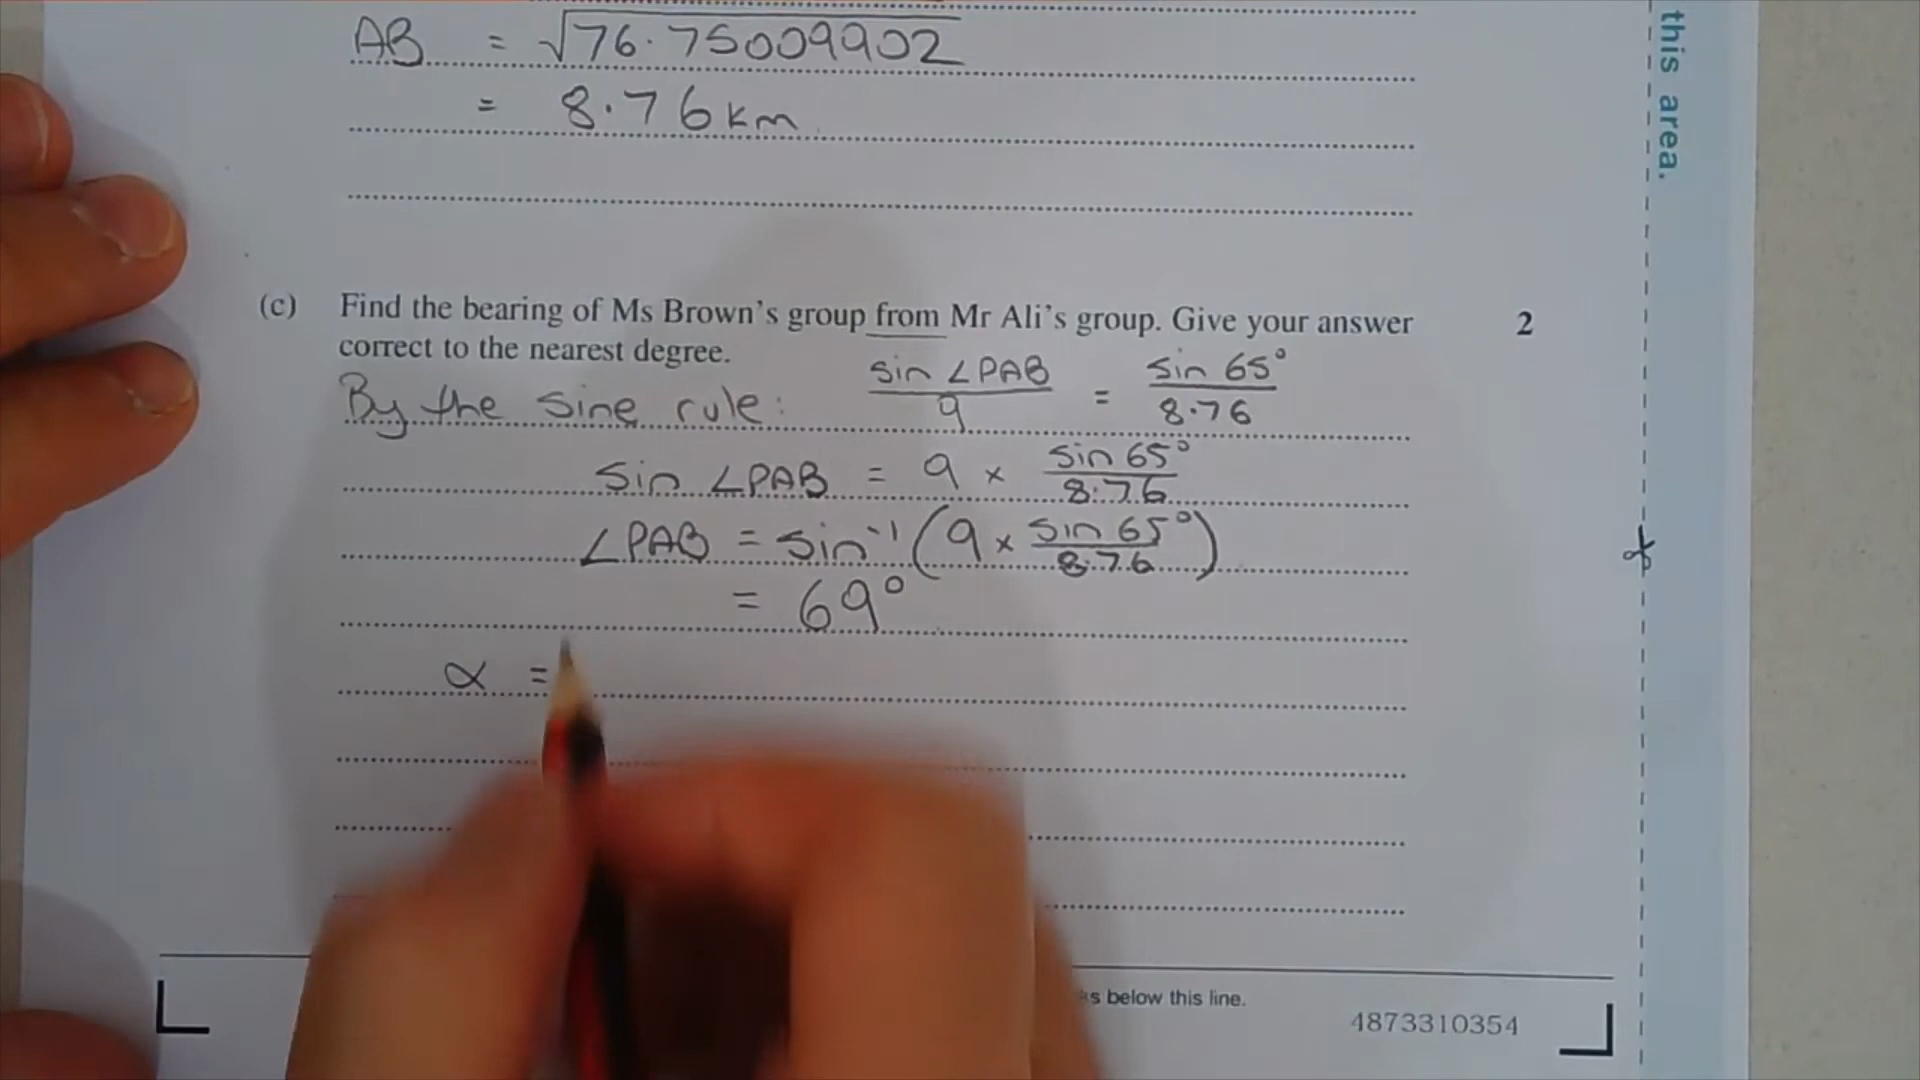 AB = √76.75009902
= 8.76 km
this area.
(c) Find the bearing of Ms Brown's group from Mr Ali's group. Give your answer 2
correct to the nearest degree.
By the sine rule: sin ∠PAB / 9 = sin 65° / 8.76
sin ∠PAB = 9 × sin 65° / 8.76
∠PAB = sin⁻¹ (9 × sin 65° / 8.76)
= 69°
α =
below this line.
4873310354